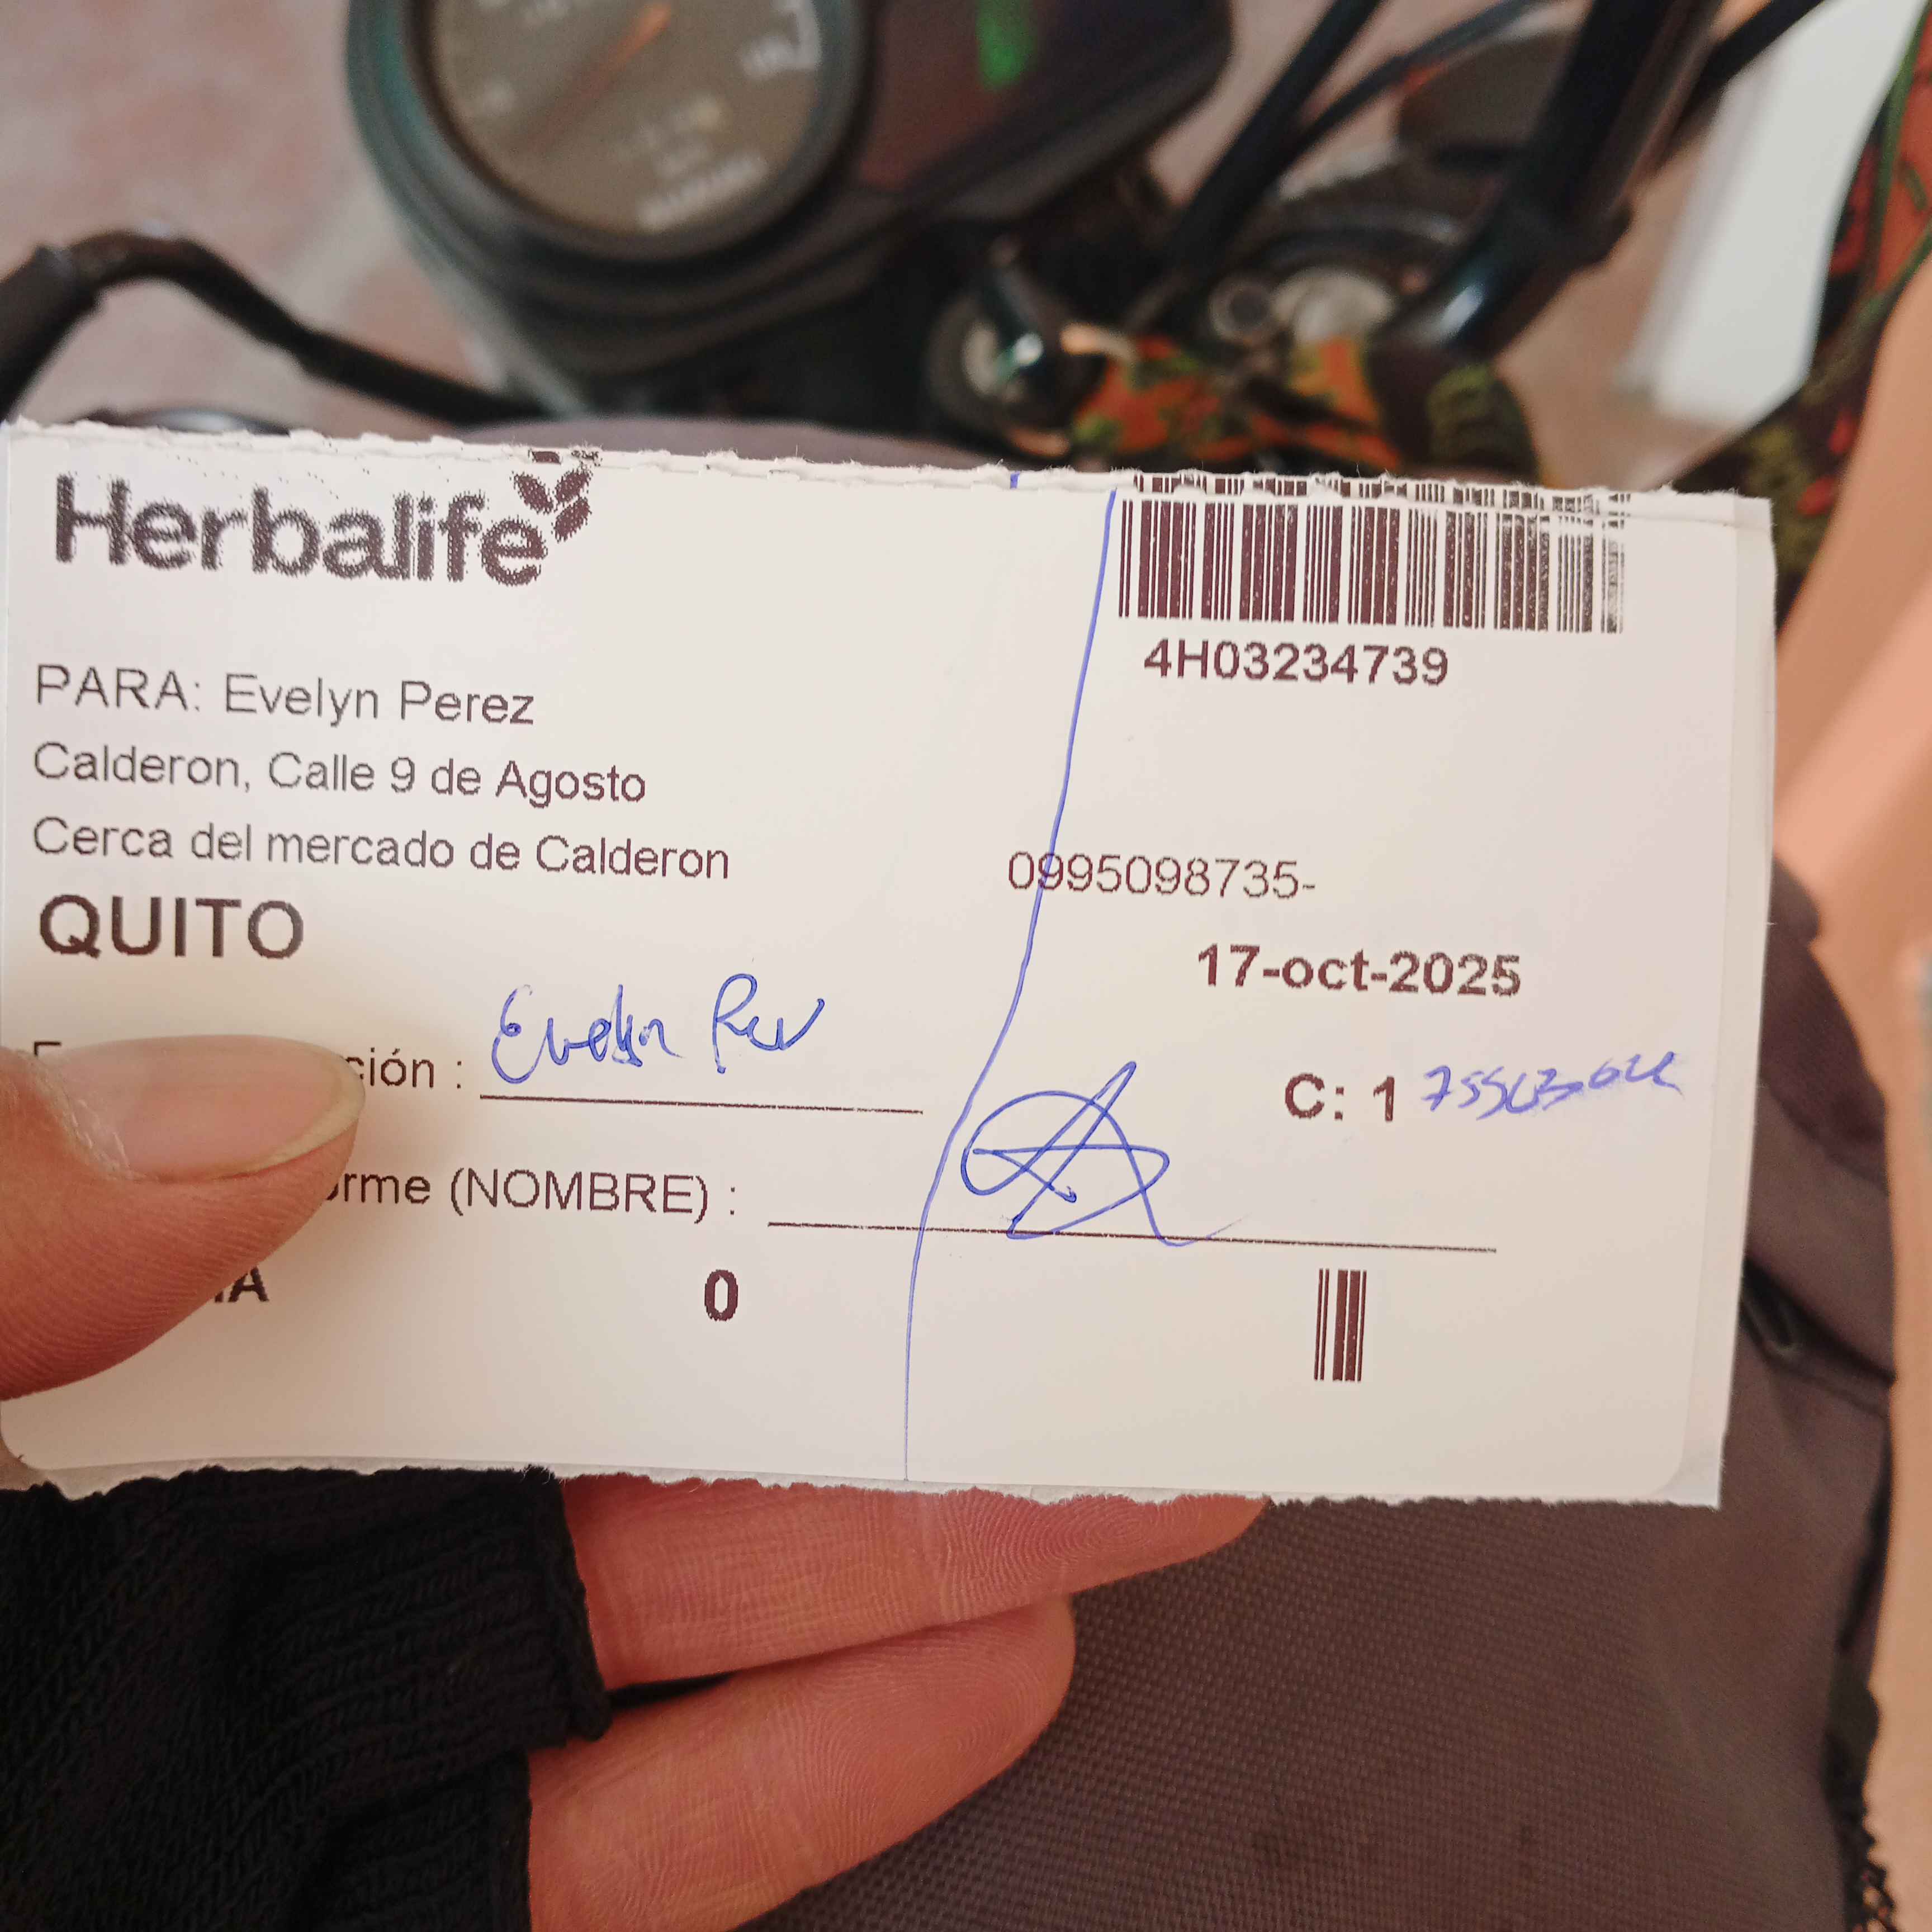 Herbalife
4H03234739
PARA: Evelyn Perez
Calderon, Calle 9 de Agosto
Cerca del mercado de Calderon
0995098735-
QUITO
17-oct-2025
ción : Evelyn
C: 1
rme (NOMBRE) :
0